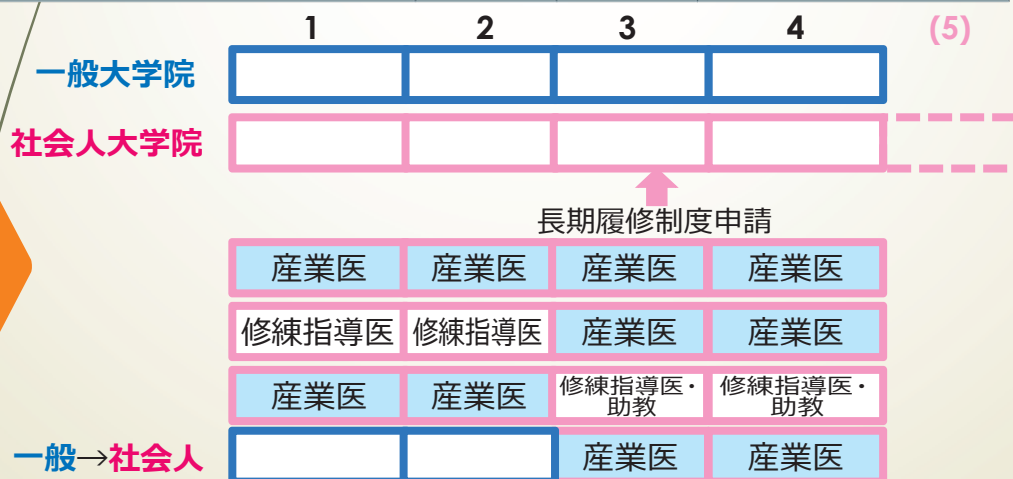 1 2 3 4 (5)
一般大学院
社会人大学院
長期履修制度申請
産業医 産業医 産業医 産業医
修練指導医 修練指導医 産業医 産業医
産業医 産業医 修練指導医・ 修練指導医・
助教 助教
一般→社会人 産業医 産業医